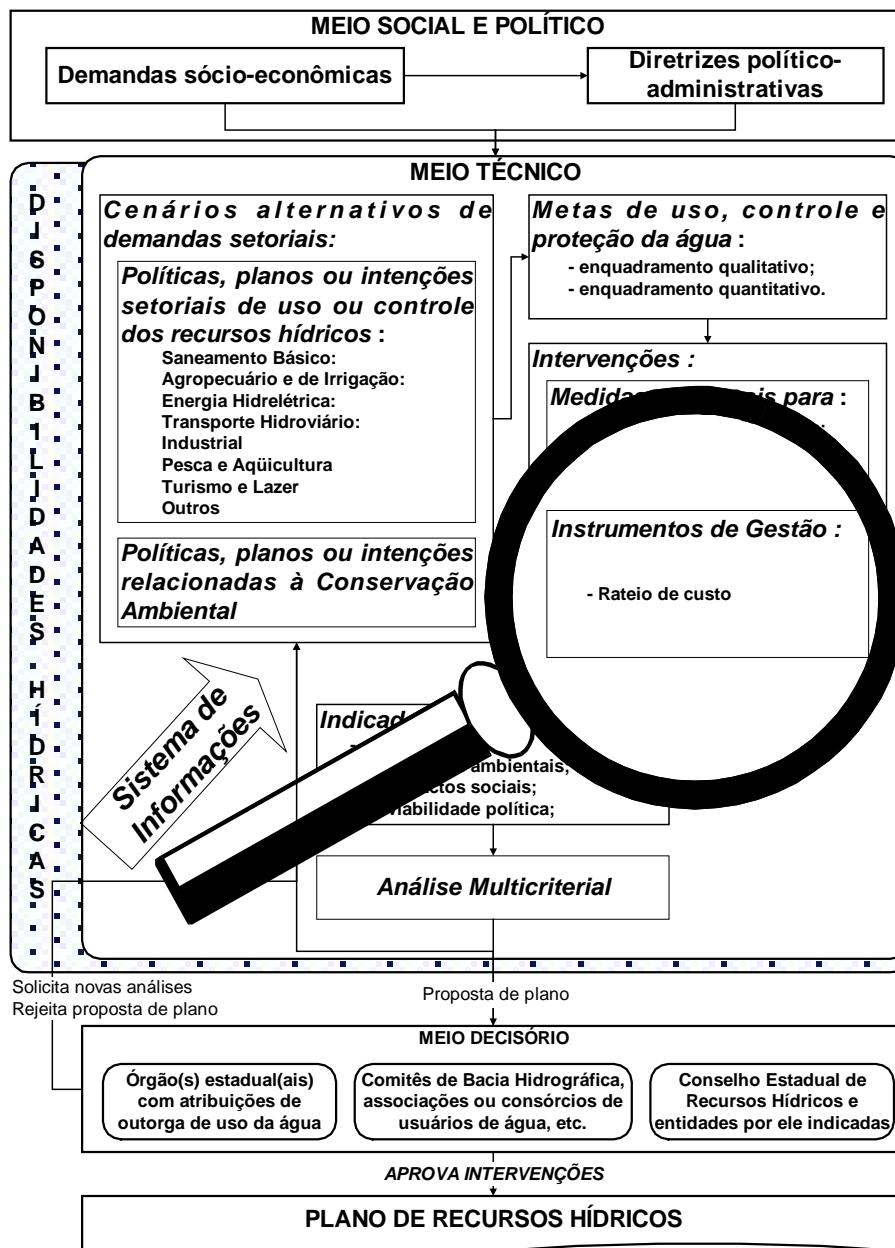 MEIO SOCIAL E POLÍTICO
Demandas sócio-econômicas
Diretrizes político-
administrativas
DISPONIBILIDADES HÍDRICAS
MEIO TÉCNICO
Cenários alternativos de
demandas setoriais:
Políticas, planos ou intenções
setoriais de uso ou controle
dos recursos hídricos :
Saneamento Básico:
Agropecuário e de Irrigação:
Energia Hidrelétrica:
Transporte Hidroviário:
Industrial
Pesca e Aqüicultura
Turismo e Lazer
Outros
Políticas, planos ou intenções
relacionadas à Conservação
Ambiental
Metas de uso, controle e
proteção da água :
- enquadramento qualitativo;
- enquadramento quantitativo.
Intervenções :
para :
Instrumentos de Gestão :
- Rateio de custo
Sistema de
Informações
ambientais;
sociais;
viabilidade política;
Análise Multicriterial
Solicita novas análises
Rejeita proposta de plano
Proposta de plano
MEIO DECISÓRIO
Órgão(s) estadual(ais)
com atribuições de
outorga de uso da água
Comitês de Bacia Hidrográfica,
associações ou consórcios de
usuários de água, etc.
Conselho Estadual de
Recursos Hídricos e
entidades por ele indicadas
APROVA INTERVENÇÕES
PLANO DE RECURSOS HÍDRICOS